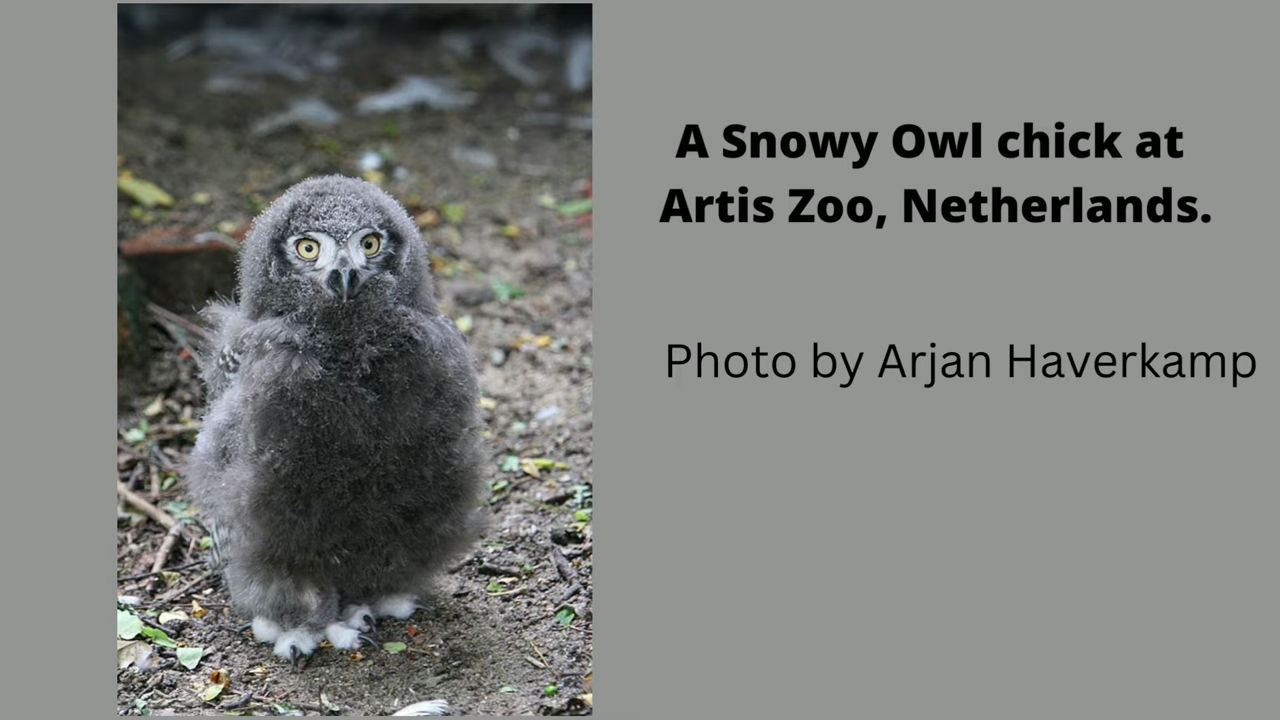 A Snowy Owl chick at
Artis Zoo, Netherlands.
Photo by Arjan Haverkamp